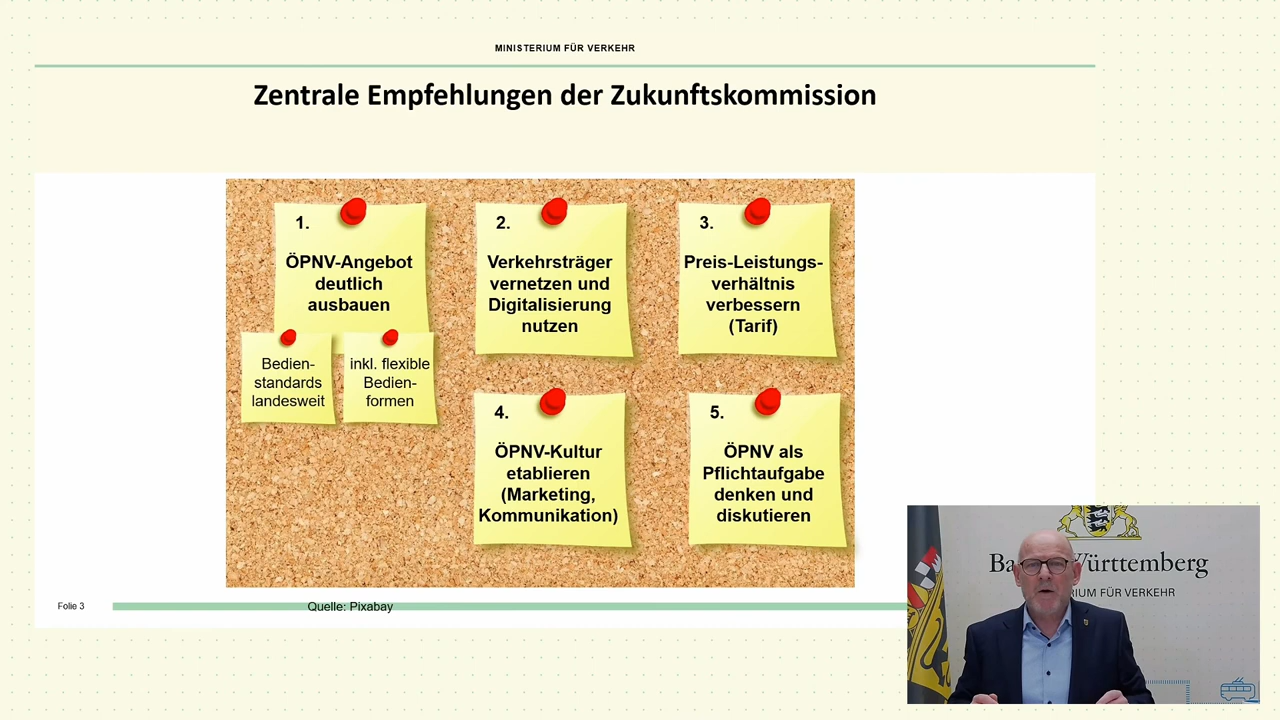 MINISTERIUM FÜR VERKEHR
Zentrale Empfehlungen der Zukunftskommission
1.
ÖPNV-Angebot
deutlich
ausbauen
Bedien-
standards
landesweit
inkl. flexible
Bedien-
formen
2.
Verkehrsträger
vernetzen und
Digitalisierung
nutzen
3.
Preis-Leistungs-
verhältnis
verbessern
(Tarif)
4.
ÖPNV-Kultur
etablieren
(Marketing,
Kommunikation)
5.
ÖPNV als
Pflichtaufgabe
denken und
diskutieren
Folie 3
Quelle: Pixabay
Ba Württemberg
RIUM FÜR VERKEHR